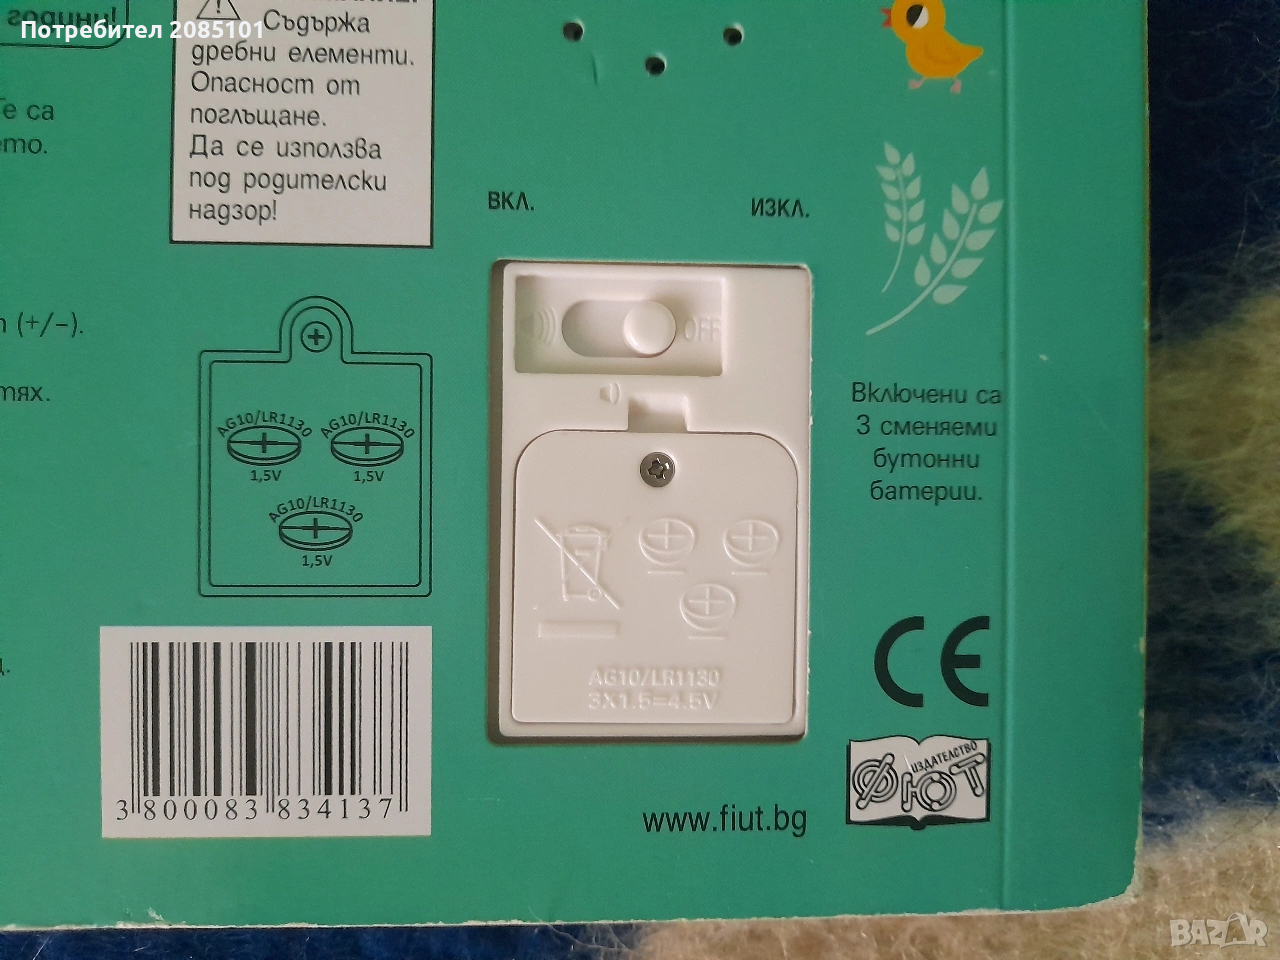 години!
Потребител 2085101
Съдържа
дребни елементи.
Опасност от
поглъщане.
Да се използва
под родителски
надзор!
Те са
ето.
(+/–).
тях.
ВКЛ.
ИЗКЛ.
OFF
AG10/LR1130
1,5V
AG10/LR1130
1,5V
AG10/LR1130
1,5V
Включени са
3 сменяеми
бутонни
батерии.
AG10/LR1130
3X1.5=4.5V
CE
ИЗДАТЕЛСТВО
ФЮТ
www.fiut.bg
3 800083 834137
BAZAR